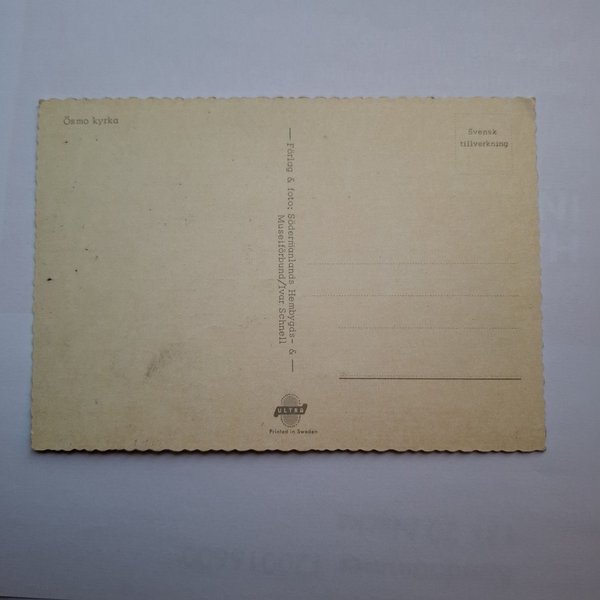 Ösmo kyrka
— Förlag & foto: Södermanlands Hembygds- & —
Museiförbund/Ivar Schnell
Svensk
tillverkning
ULTRA
Printed in Sweden